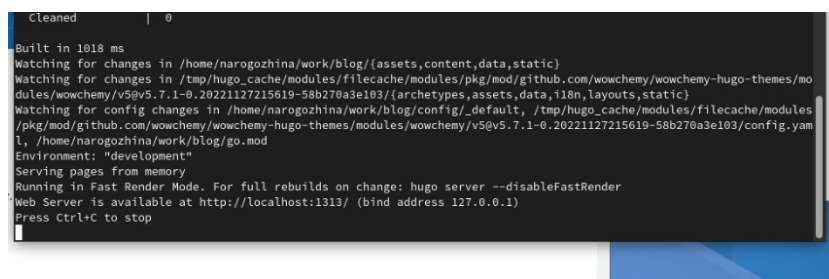 Cleaned | 0
Built in 1018 ms
Watching for changes in /home/narogozhina/work/blog/{assets,content,data,static}
Watching for changes in /tmp/hugo_cache/modules/filecache/modules/pkg/mod/github.com/wowchemy/wowchemy-hugo-themes/mo
dules/wowchemy/v5@v5.7.1-0.20221127215619-58b270a3e103/{archetypes,assets,data,i18n,layouts,static}
Watching for config changes in /home/narogozhina/work/blog/config/_default, /tmp/hugo_cache/modules/filecache/modules
/pkg/mod/github.com/wowchemy/wowchemy-hugo-themes/modules/wowchemy/v5@v5.7.1-0.20221127215619-58b270a3e103/config.yam
l, /home/narogozhina/work/blog/go.mod
Environment: "development"
Serving pages from memory
Running in Fast Render Mode. For full rebuilds on change: hugo server --disableFastRender
Web Server is available at http://localhost:1313/ (bind address 127.0.0.1)
Press Ctrl+C to stop